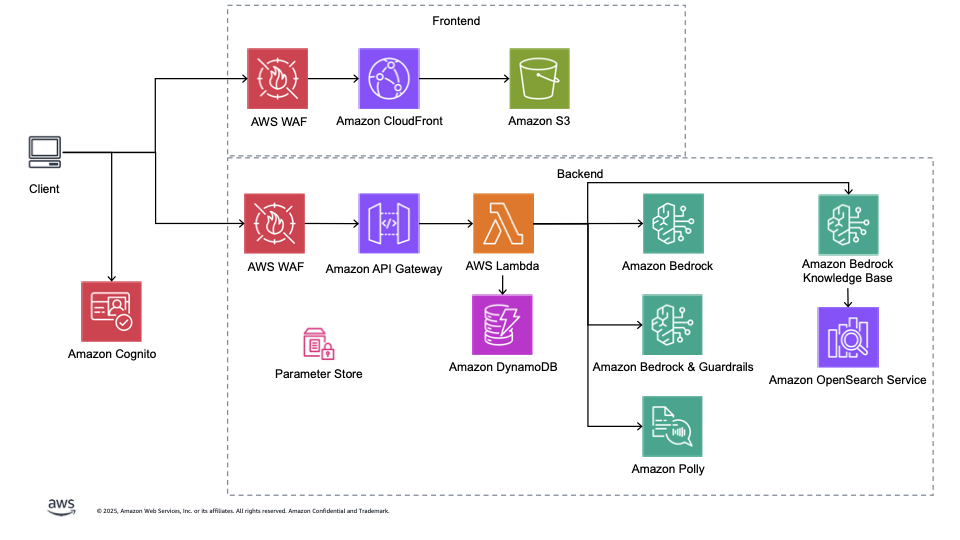 Frontend
AWS WAF
Amazon CloudFront
Amazon S3
Client
Backend
AWS WAF
Amazon API Gateway
AWS Lambda
Amazon Bedrock
Amazon Bedrock
Knowledge Base
Amazon Cognito
Parameter Store
Amazon DynamoDB
Amazon Bedrock & Guardrails
Amazon OpenSearch Service
Amazon Polly
aws
© 2025, Amazon Web Services, Inc. or its affiliates. All rights reserved. Amazon Confidential and Trademark.